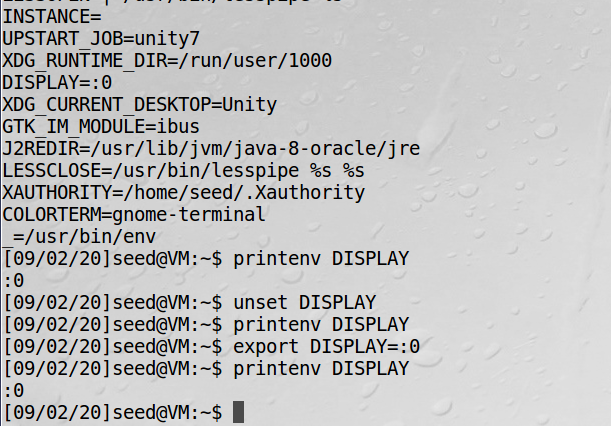 INSTANCE=
UPSTART_JOB=unity7
XDG_RUNTIME_DIR=/run/user/1000
DISPLAY=:0
XDG_CURRENT_DESKTOP=Unity
GTK_IM_MODULE=ibus
J2REDIR=/usr/lib/jvm/java-8-oracle/jre
LESSCLOSE=/usr/bin/lesspipe %s %s
XAUTHORITY=/home/seed/.Xauthority
COLORTERM=gnome-terminal
_=/usr/bin/env
[09/02/20]seed@VM:~$ printenv DISPLAY
:0
[09/02/20]seed@VM:~$ unset DISPLAY
[09/02/20]seed@VM:~$ printenv DISPLAY
[09/02/20]seed@VM:~$ export DISPLAY=:0
[09/02/20]seed@VM:~$ printenv DISPLAY
:0
[09/02/20]seed@VM:~$